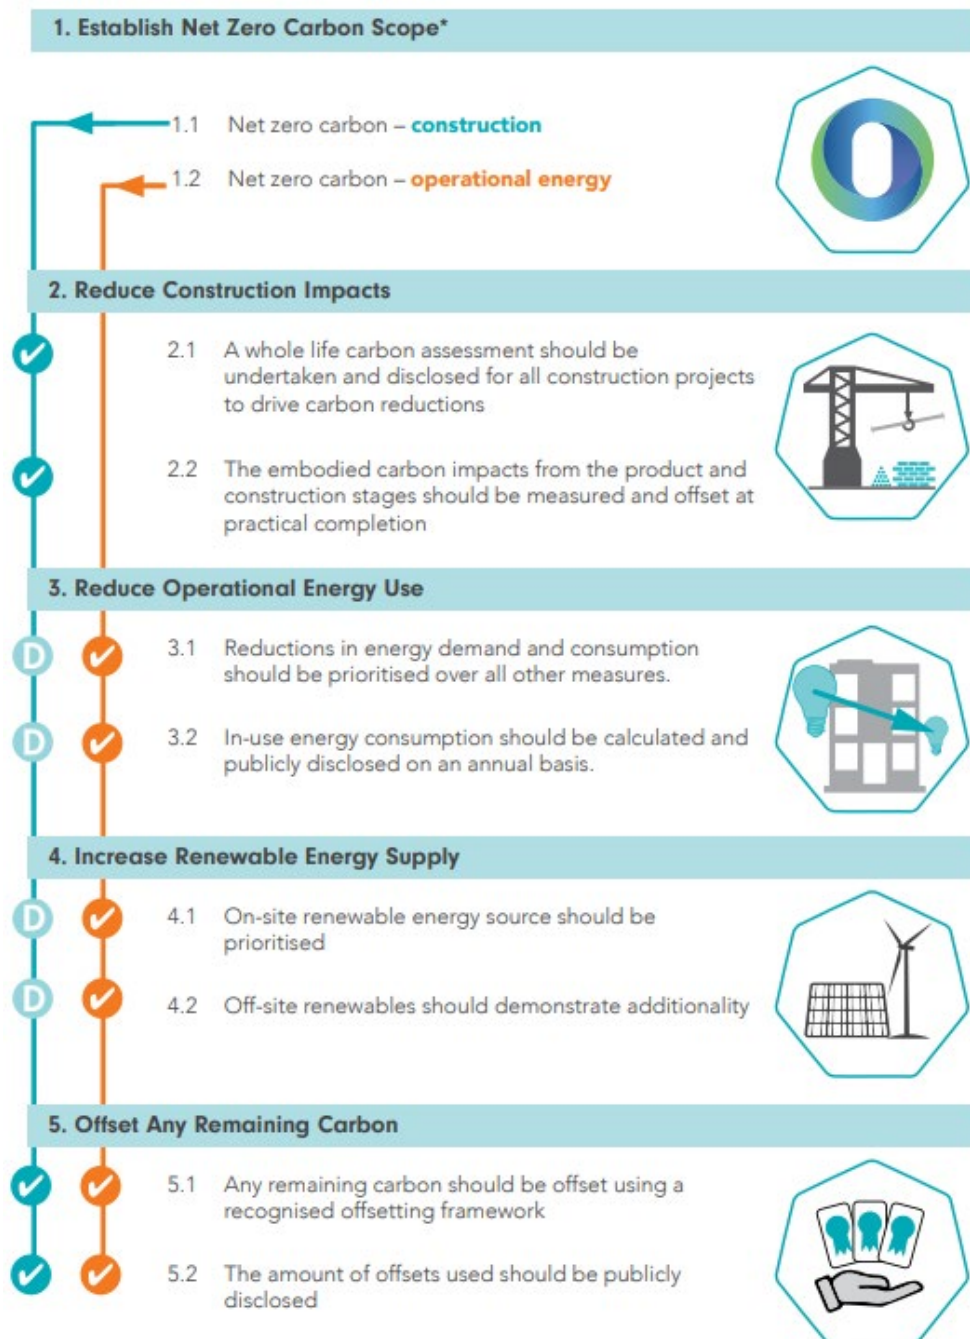 1. Establish Net Zero Carbon Scope*
1.1 Net zero carbon – construction
1.2 Net zero carbon – operational energy
2. Reduce Construction Impacts
2.1 A whole life carbon assessment should be
undertaken and disclosed for all construction projects
to drive carbon reductions
2.2 The embodied carbon impacts from the product and
construction stages should be measured and offset at
practical completion
3. Reduce Operational Energy Use
D 3.1 Reductions in energy demand and consumption
should be prioritised over all other measures.
D 3.2 In-use energy consumption should be calculated and
publicly disclosed on an annual basis.
4. Increase Renewable Energy Supply
D 4.1 On-site renewable energy source should be
prioritised
D 4.2 Off-site renewables should demonstrate additionality
5. Offset Any Remaining Carbon
5.1 Any remaining carbon should be offset using a
recognised offsetting framework
5.2 The amount of offsets used should be publicly
disclosed